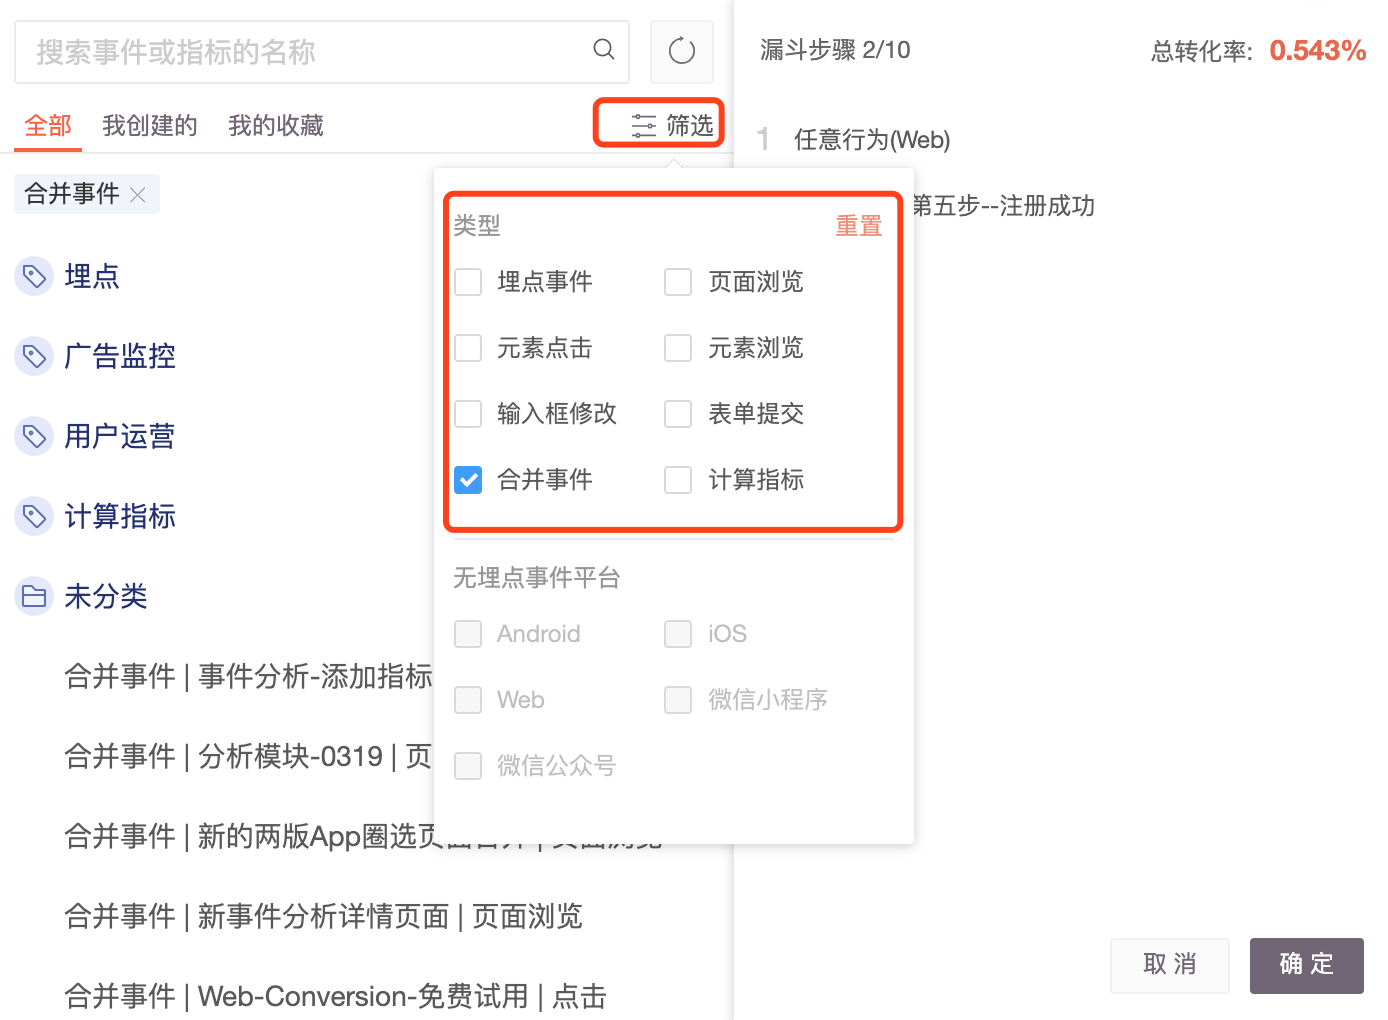 搜索事件或指标的名称
全部 我创建的 我的收藏 筛选
合并事件
埋点
广告监控
用户运营
计算指标
未分类
合并事件 | 事件分析-添加指标
合并事件 | 分析模块-0319 | 页
合并事件 | 新的两版App圈选页面合并 | 页面浏览
合并事件 | 新事件分析详情页面 | 页面浏览
合并事件 | Web-Conversion-免费试用 | 点击
类型 重置
埋点事件 页面浏览
元素点击 元素浏览
输入框修改 表单提交
合并事件 计算指标
无埋点事件平台
Android iOS
Web 微信小程序
微信公众号
漏斗步骤 2/10 总转化率: 0.543%
1 任意行为(Web)
第五步--注册成功
取 消 确 定